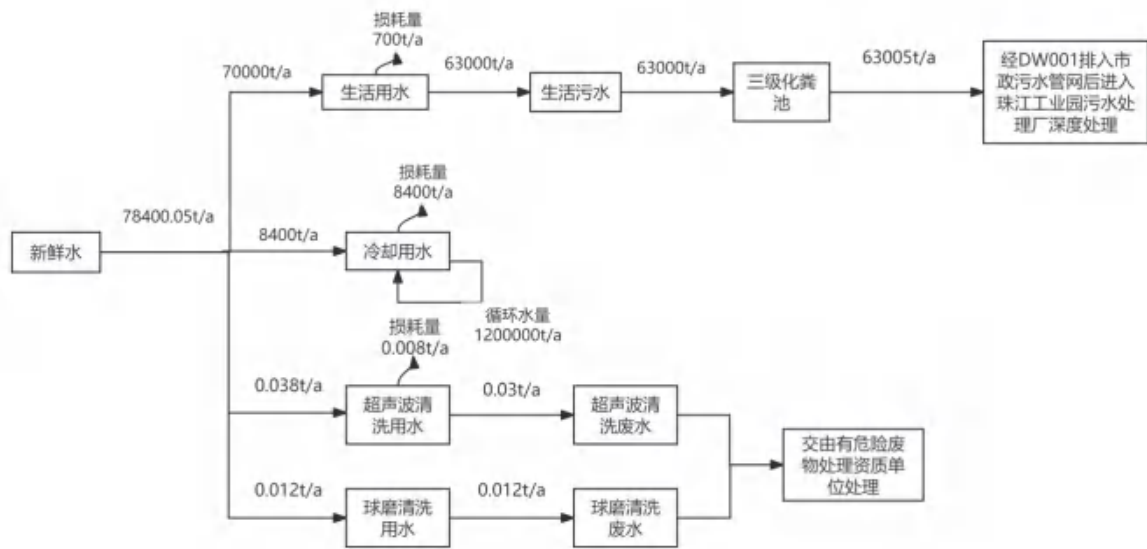 损耗量
700t/a
70000t/a
生活用水
63000t/a
生活污水
63000t/a
三级化粪
池
63005t/a
经DW001排入市
政污水管网后进入
珠江工业园污水处
理厂深度处理
新鲜水
78400.05t/a
损耗量
8400t/a
8400t/a
冷却用水
循环水量
1200000t/a
损耗量
0.008t/a
0.038t/a
超声波清
洗用水
0.03t/a
超声波清
洗废水
交由有危险废
物处理资质单
位处理
0.012t/a
球磨清洗
用水
0.012t/a
球磨清洗
废水